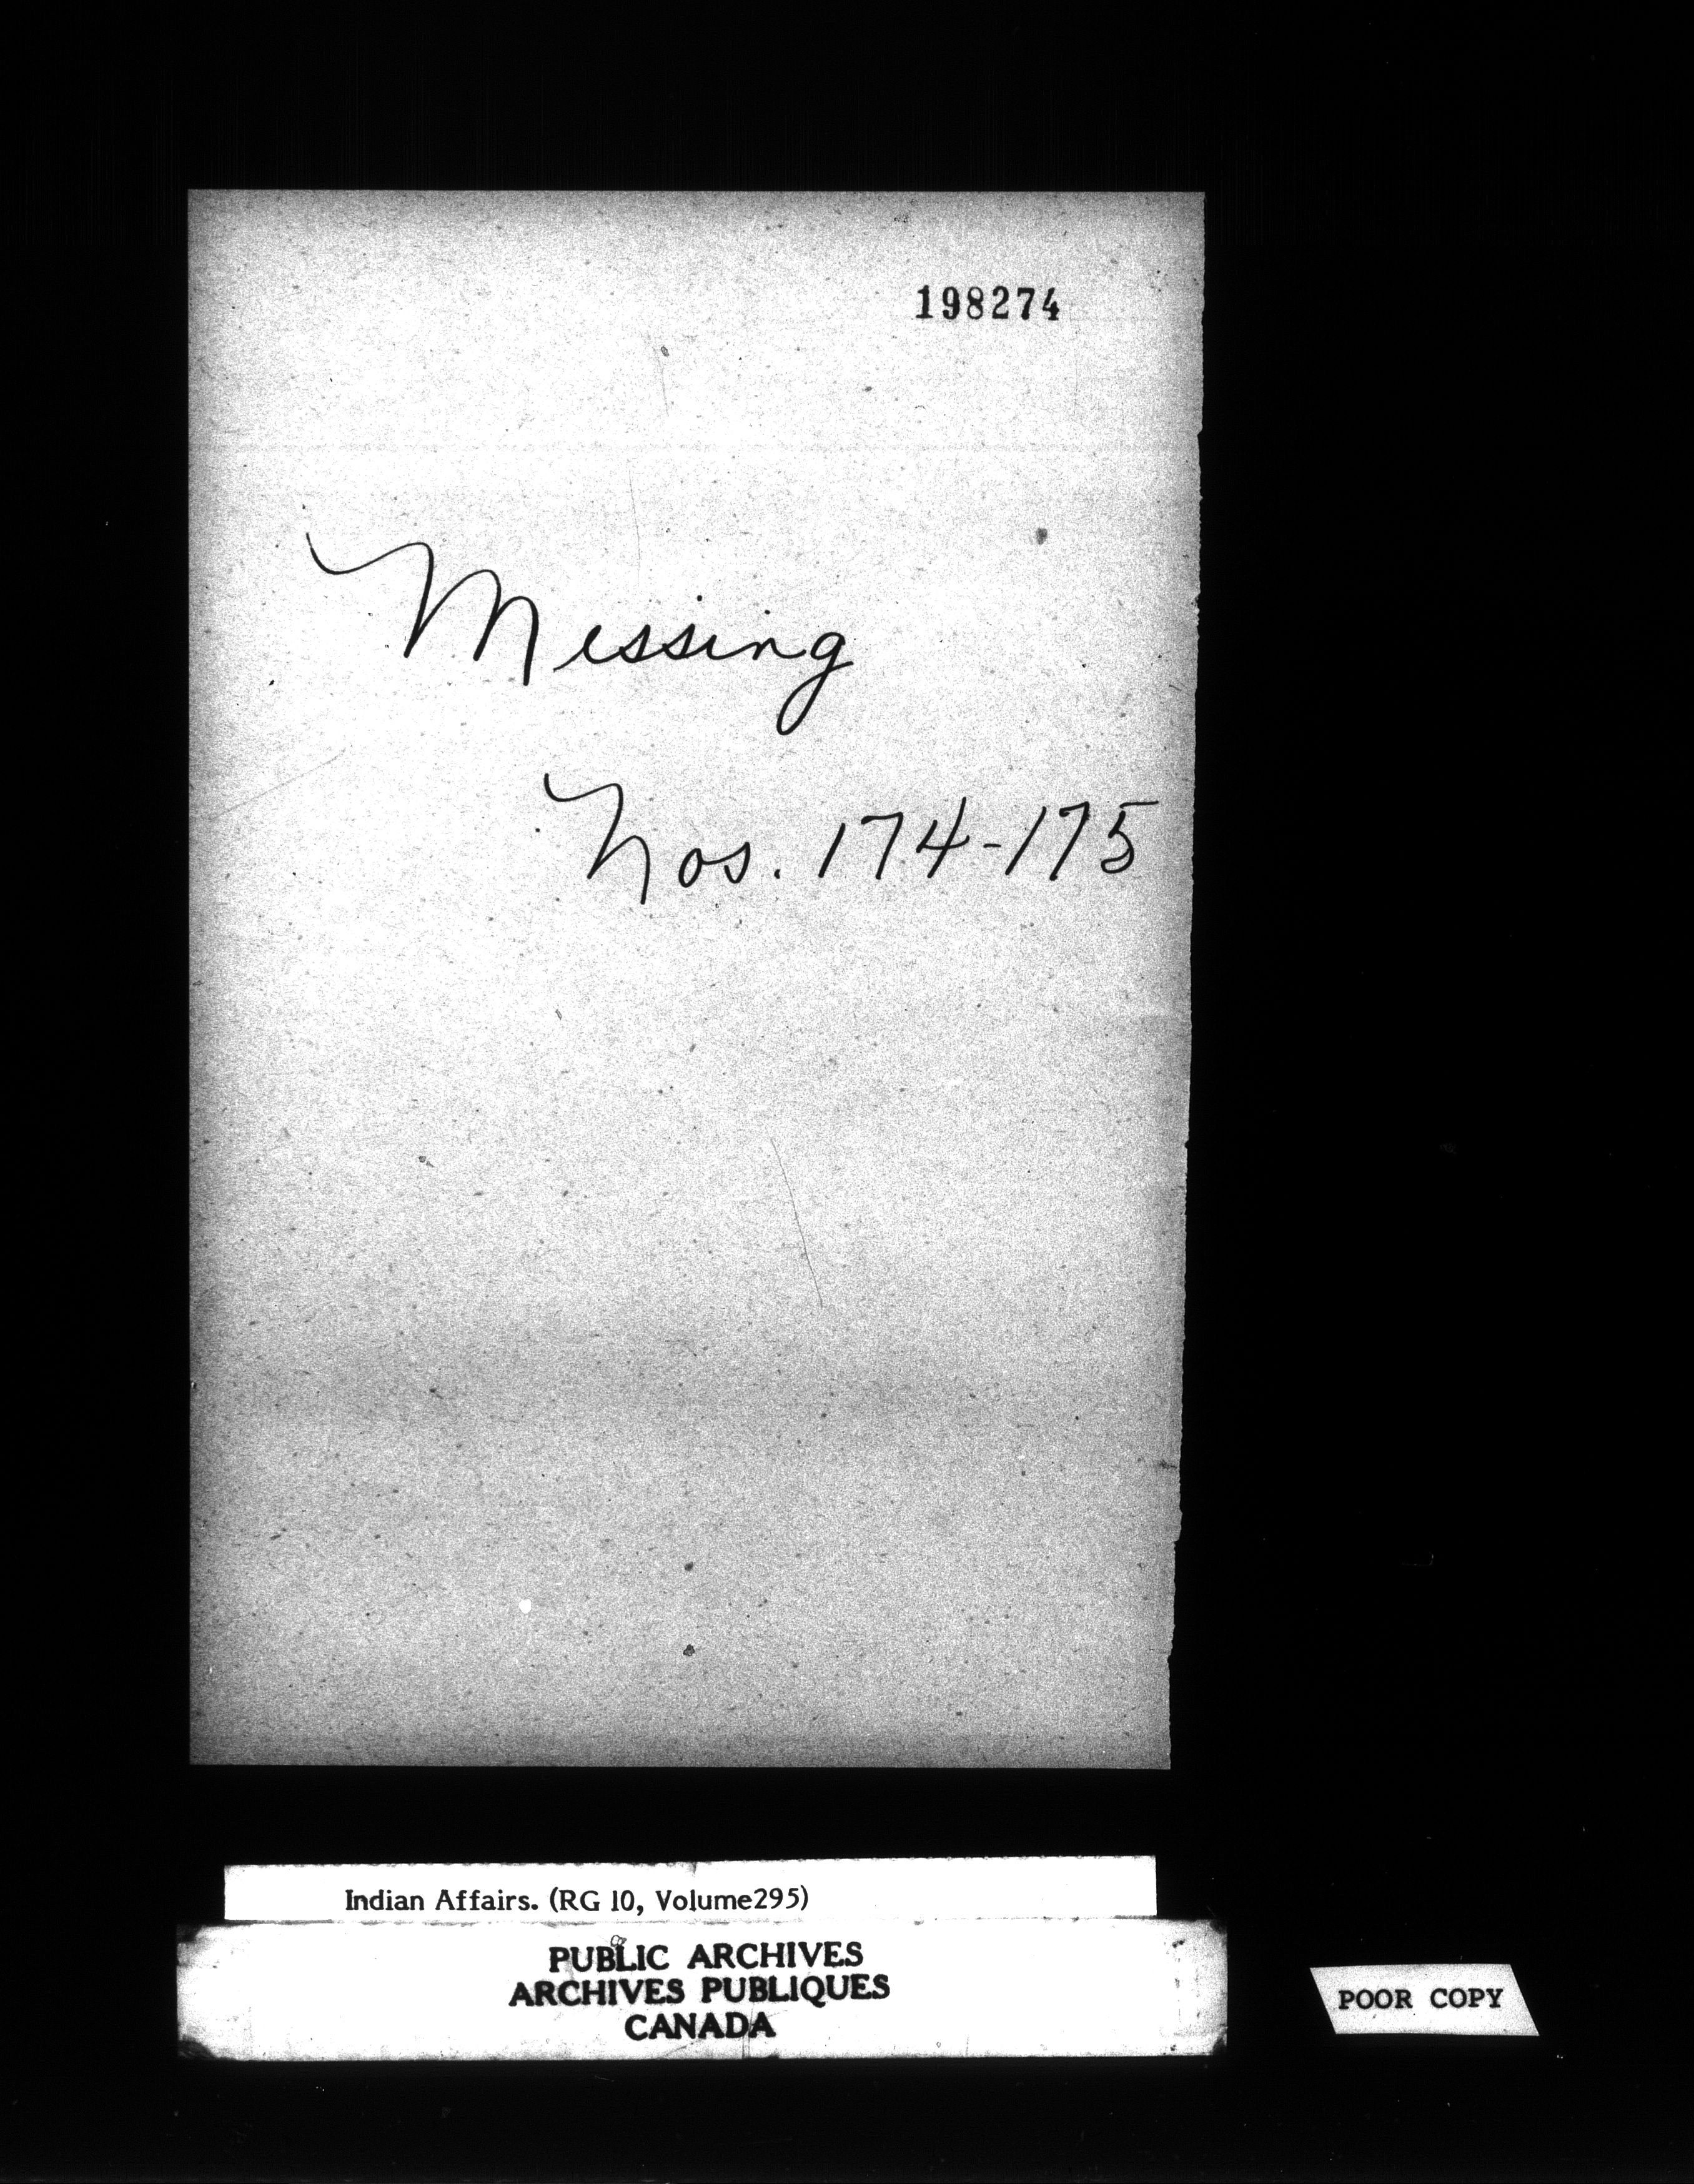 198274
Missing
Nos. 174-175
Indian Affairs. (RG 10, Volume295)
PUBLIC ARCHIVES
ARCHIVES PUBLIQUES
CANADA
POOR COPY